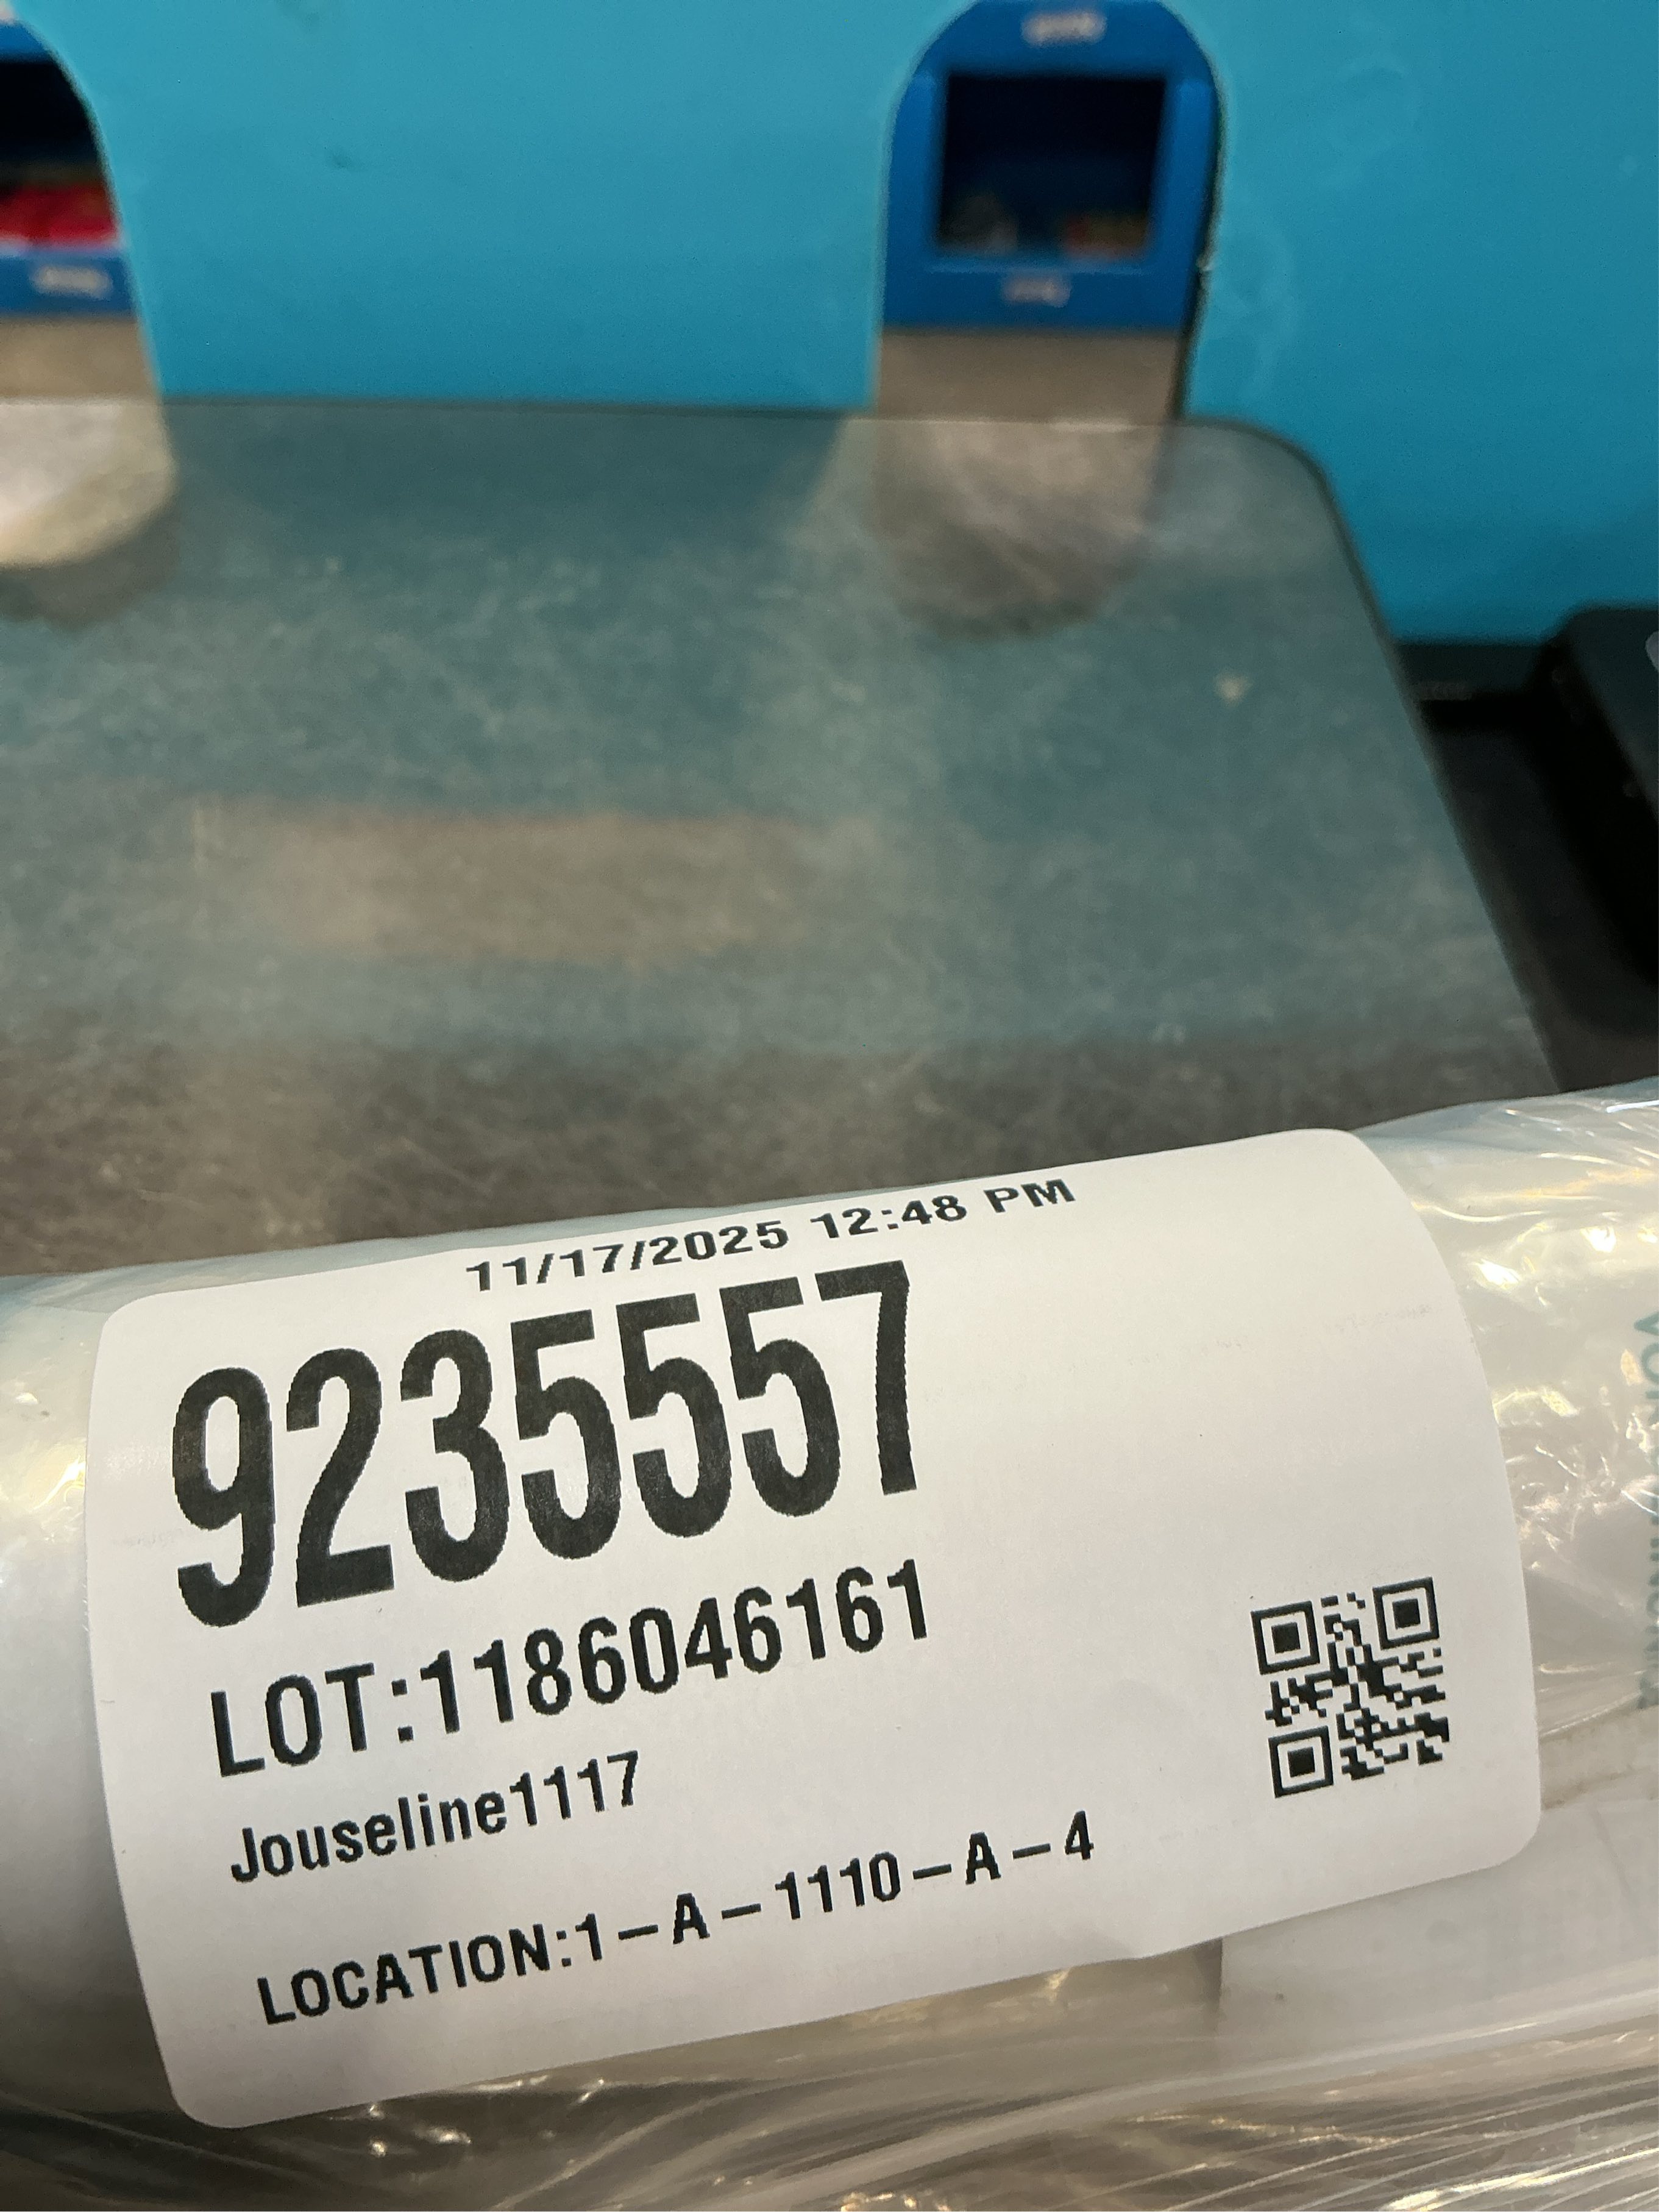 11/17/2025 12:48 PM
9235557
LOT:1186046161
Jouseline1117
LOCATION:1-A-1110-A-4